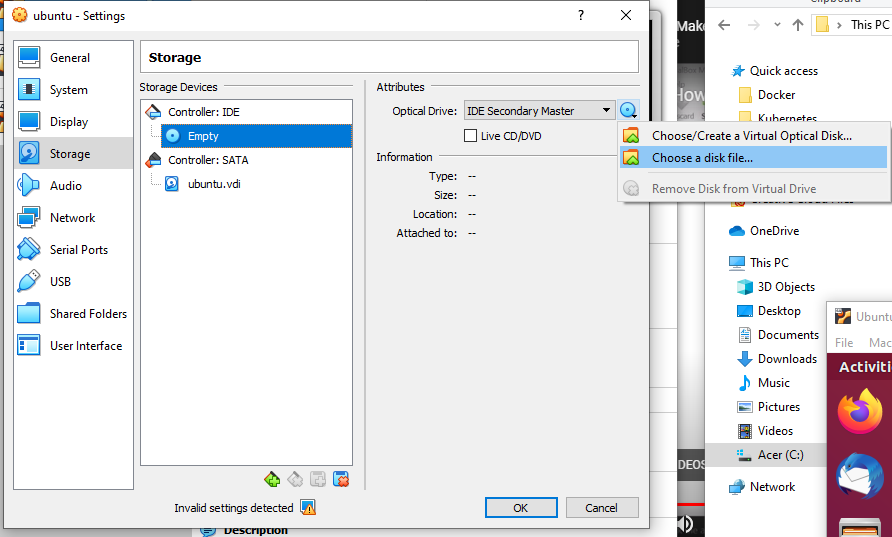 ubuntu - Settings
?
General
System
Display
Storage
Audio
Network
Serial Ports
USB
Shared Folders
User Interface
Storage
Storage Devices
Controller: IDE
Empty
Controller: SATA
ubuntu.vdi
Attributes
Optical Drive: IDE Secondary Master
Live CD/DVD
Information
Type: --
Size: --
Location: --
Attached to: --
Invalid settings detected
OK
Cancel
Choose/Create a Virtual Optical Disk...
Choose a disk file...
Remove Disk from Virtual Drive
Description
Make
How
Clipboard
This PC
Quick access
Docker
Kubernetes
Creative Cloud Files
OneDrive
This PC
3D Objects
Desktop
Documents
Downloads
Music
Pictures
Videos
Acer (C:)
Network
Ubuntu
File Mac
Activiti